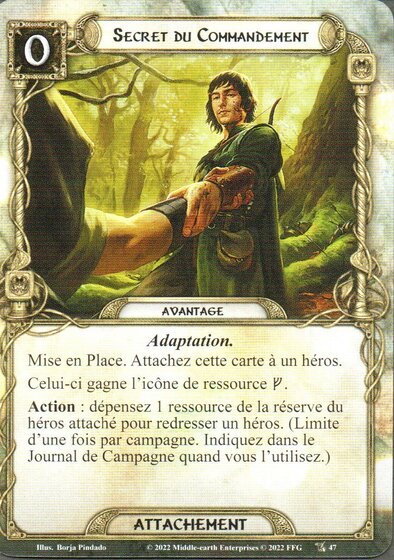 0
SECRET DU COMMANDEMENT
AVANTAGE
Adaptation.
Mise en Place. Attachez cette carte à un héros.
Celui-ci gagne l'icône de ressource ᚠ.
Action : dépensez 1 ressource de la réserve du
héros attaché pour redresser un héros. (Limite
d'une fois par campagne. Indiquez dans le
Journal de Campagne quand vous l'utilisez.)
ATTACHEMENT
Illus. Borja Pindado © 2022 Middle-earth Enterprises © 2022 FFG 47